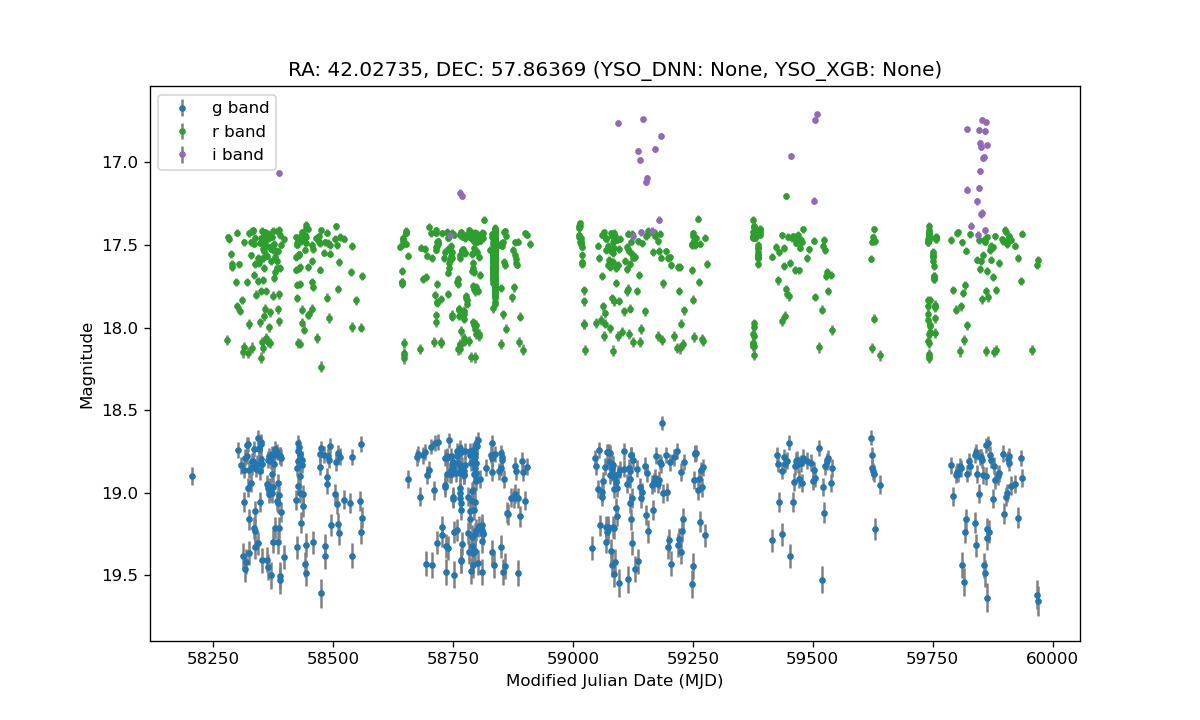 RA: 42.02735, DEC: 57.86369 (YSO_DNN: None, YSO_XGB: None)
g band
r band
i band
17.0
17.5
18.0
18.5
19.0
19.5
Magnitude
58250 58500 58750 59000 59250 59500 59750 60000
Modified Julian Date (MJD)